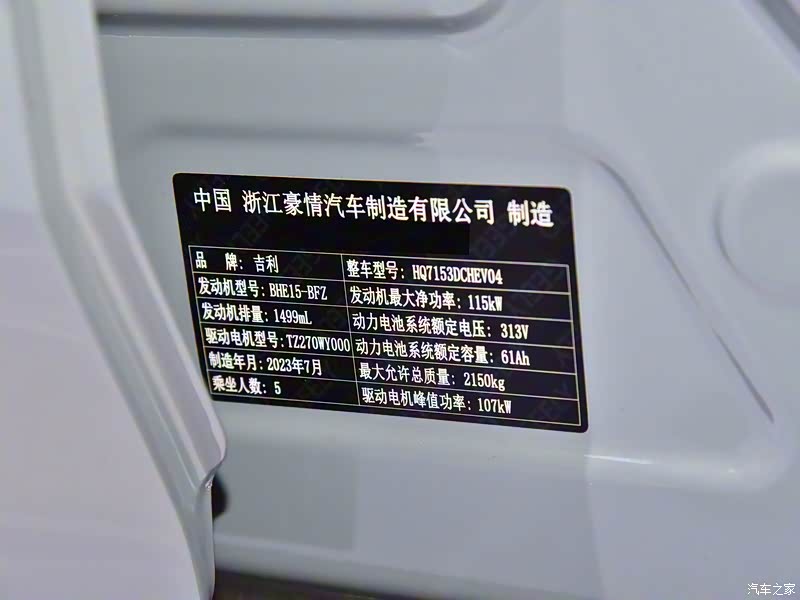 中国 浙江豪情汽车制造有限公司 制造
品 牌: 吉利 整车型号: HQ7153DCHEV04
发动机型号: BHE15-BFZ 发动机最大净功率: 115kW
发动机排量: 1499mL 动力电池系统额定电压: 313V
驱动电机型号: TZ270WY000 动力电池系统额定容量: 61Ah
制造年月: 2023年7月 最大允许总质量: 2150kg
乘坐人数: 5 驱动电机峰值功率: 107kW
汽车之家